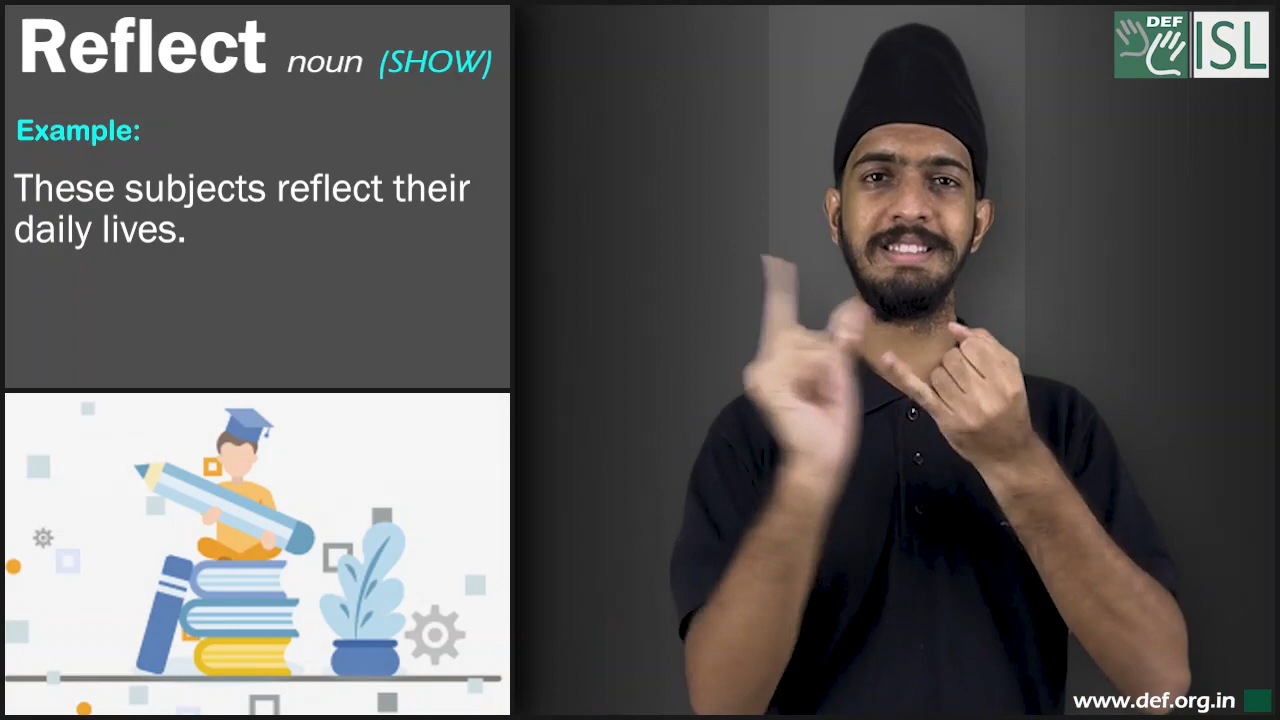 Reflect noun (SHOW)
Example:
These subjects reflect their
daily lives.
DEF
ISL
www.def.org.in